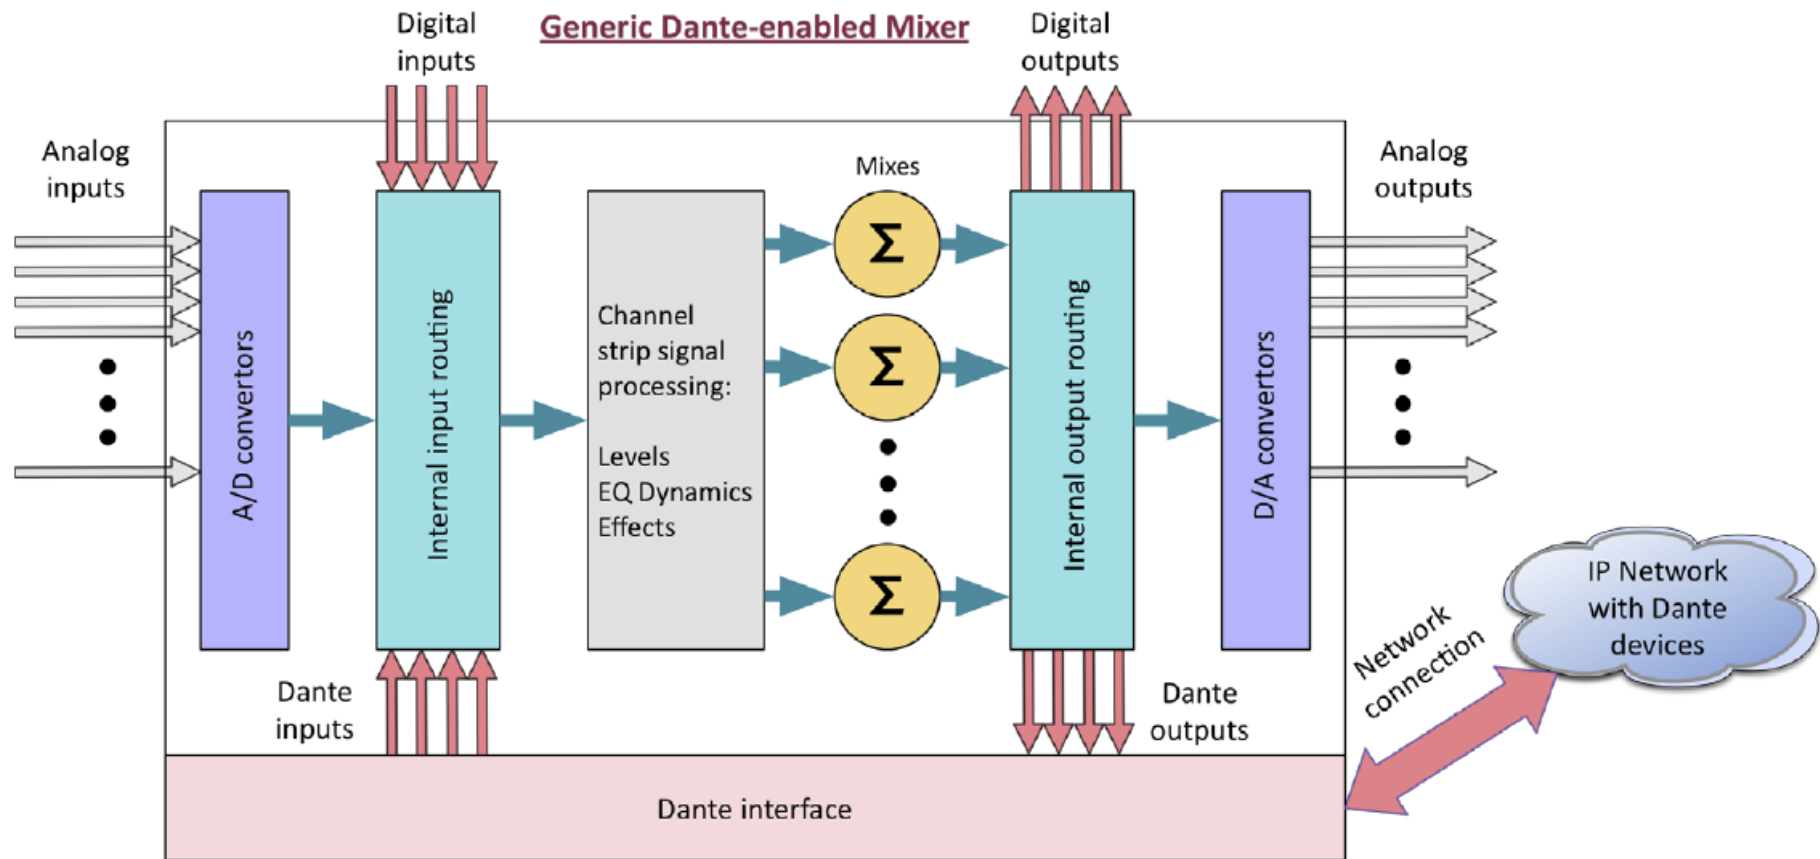 Generic Dante-enabled Mixer
Digital
inputs
Digital
outputs
Analog
inputs
Analog
outputs
Mixes
A/D convertors
Internal input routing
Channel
strip signal
processing:
Levels
EQ Dynamics
Effects
Σ
Σ
Σ
Internal output routing
D/A convertors
IP Network
with Dante
devices
Network
connection
Dante
inputs
Dante
outputs
Dante interface